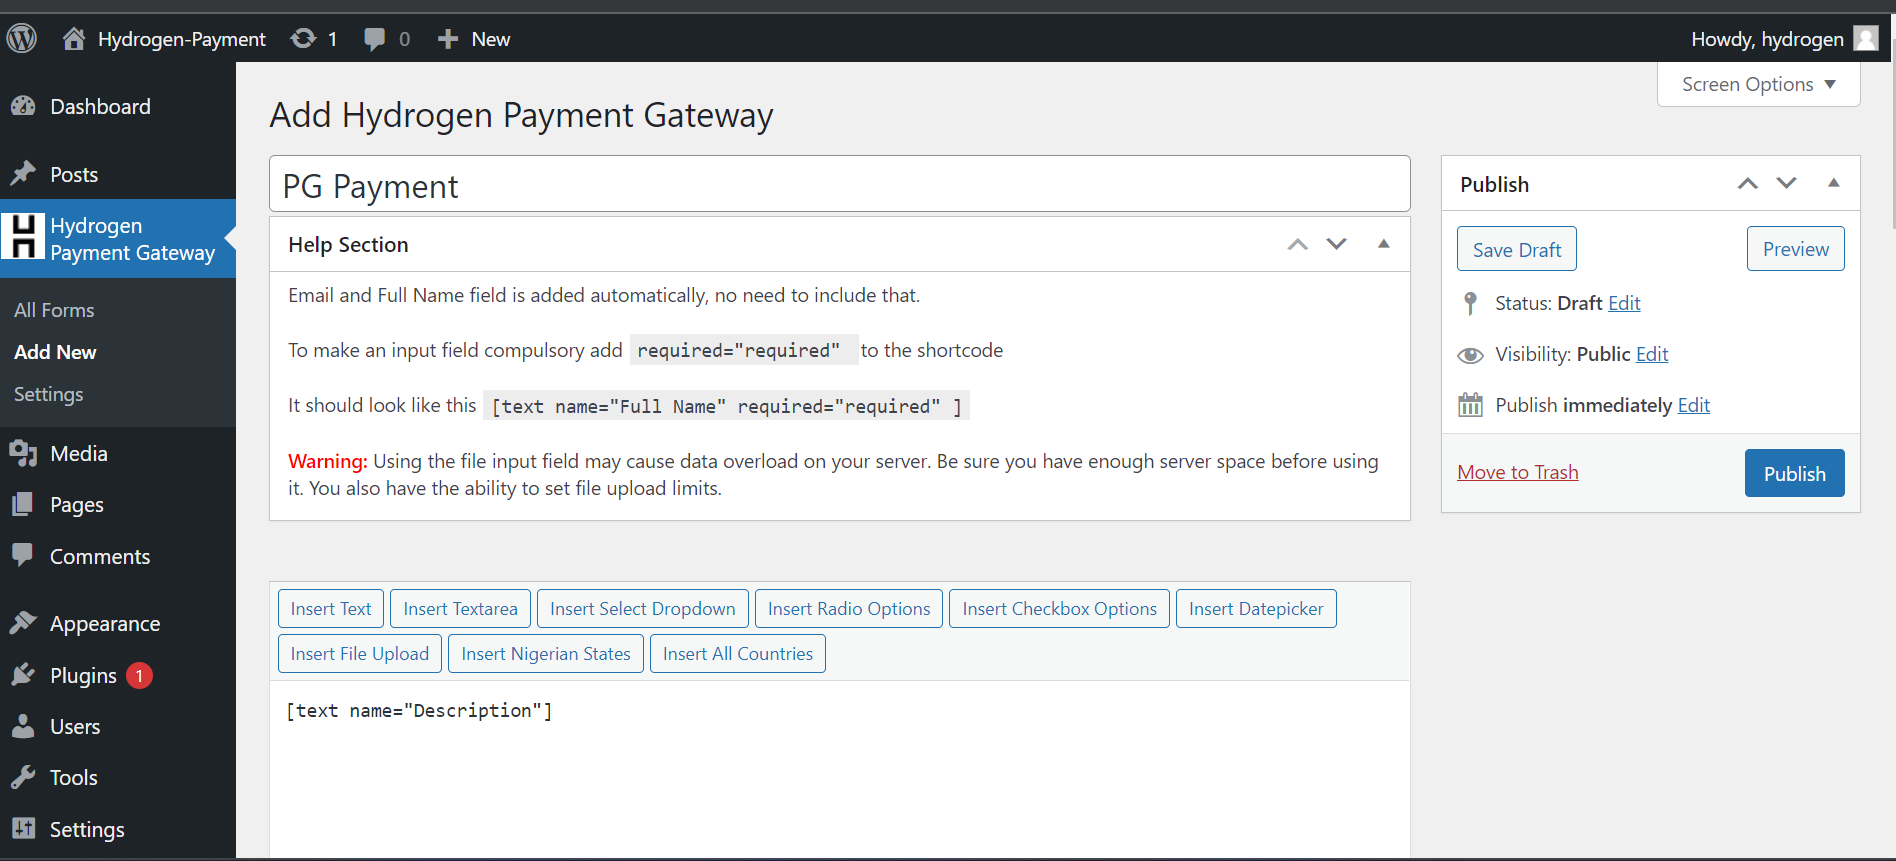 Hydrogen-Payment 1 0 New Howdy, hydrogen
Screen Options
Dashboard
Posts
Hydrogen
Payment Gateway
All Forms
Add New
Settings
Media
Pages
Comments
Appearance
Plugins 1
Users
Tools
Settings
Add Hydrogen Payment Gateway
PG Payment
Help Section
Email and Full Name field is added automatically, no need to include that.
To make an input field compulsory add required="required" to the shortcode
It should look like this [text name="Full Name" required="required" ]
Warning: Using the file input field may cause data overload on your server. Be sure you have enough server space before using
it. You also have the ability to set file upload limits.
Insert Text Insert Textarea Insert Select Dropdown Insert Radio Options Insert Checkbox Options Insert Datepicker
Insert File Upload Insert Nigerian States Insert All Countries
[text name="Description"]
Publish
Save Draft Preview
Status: Draft Edit
Visibility: Public Edit
Publish immediately Edit
Move to Trash Publish